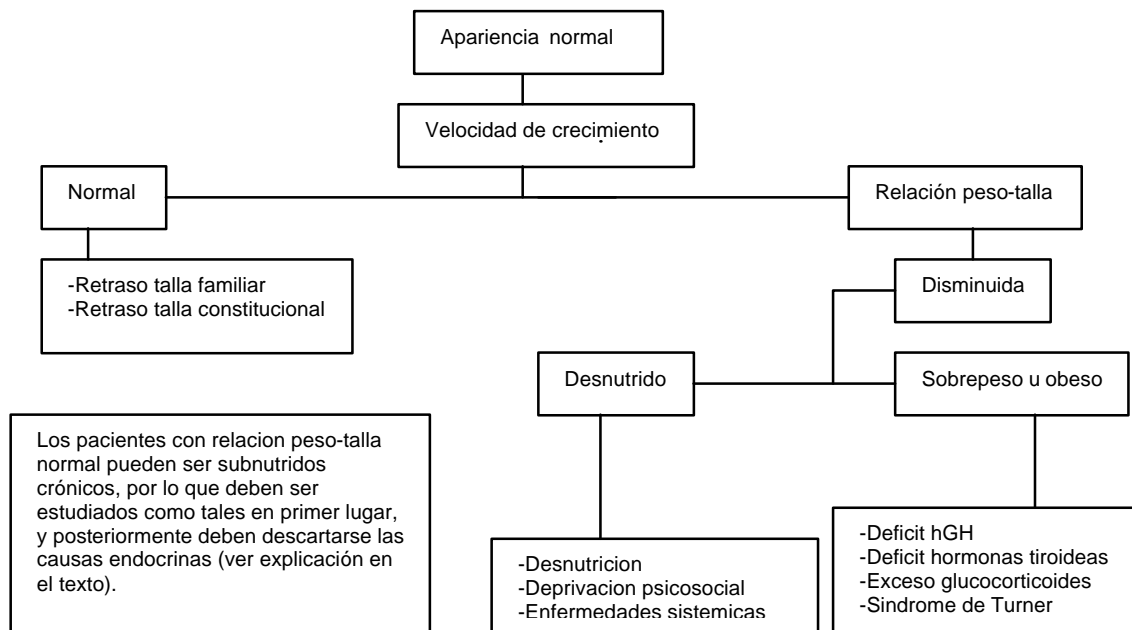 Apariencia normal
Velocidad de crecimiento
Normal
Relación peso-talla
-Retraso talla familiar
-Retraso talla constitucional
Disminuida
Desnutrido
Sobrepeso u obeso
Los pacientes con relacion peso-talla
normal pueden ser subnutridos
crónicos, por lo que deben ser
estudiados como tales en primer lugar,
y posteriormente deben descartarse las
causas endocrinas (ver explicación en
el texto).
-Desnutricion
-Deprivacion psicosocial
-Enfermedades sistemicas
-Deficit hGH
-Deficit hormonas tiroideas
-Exceso glucocorticoides
-Sindrome de Turner